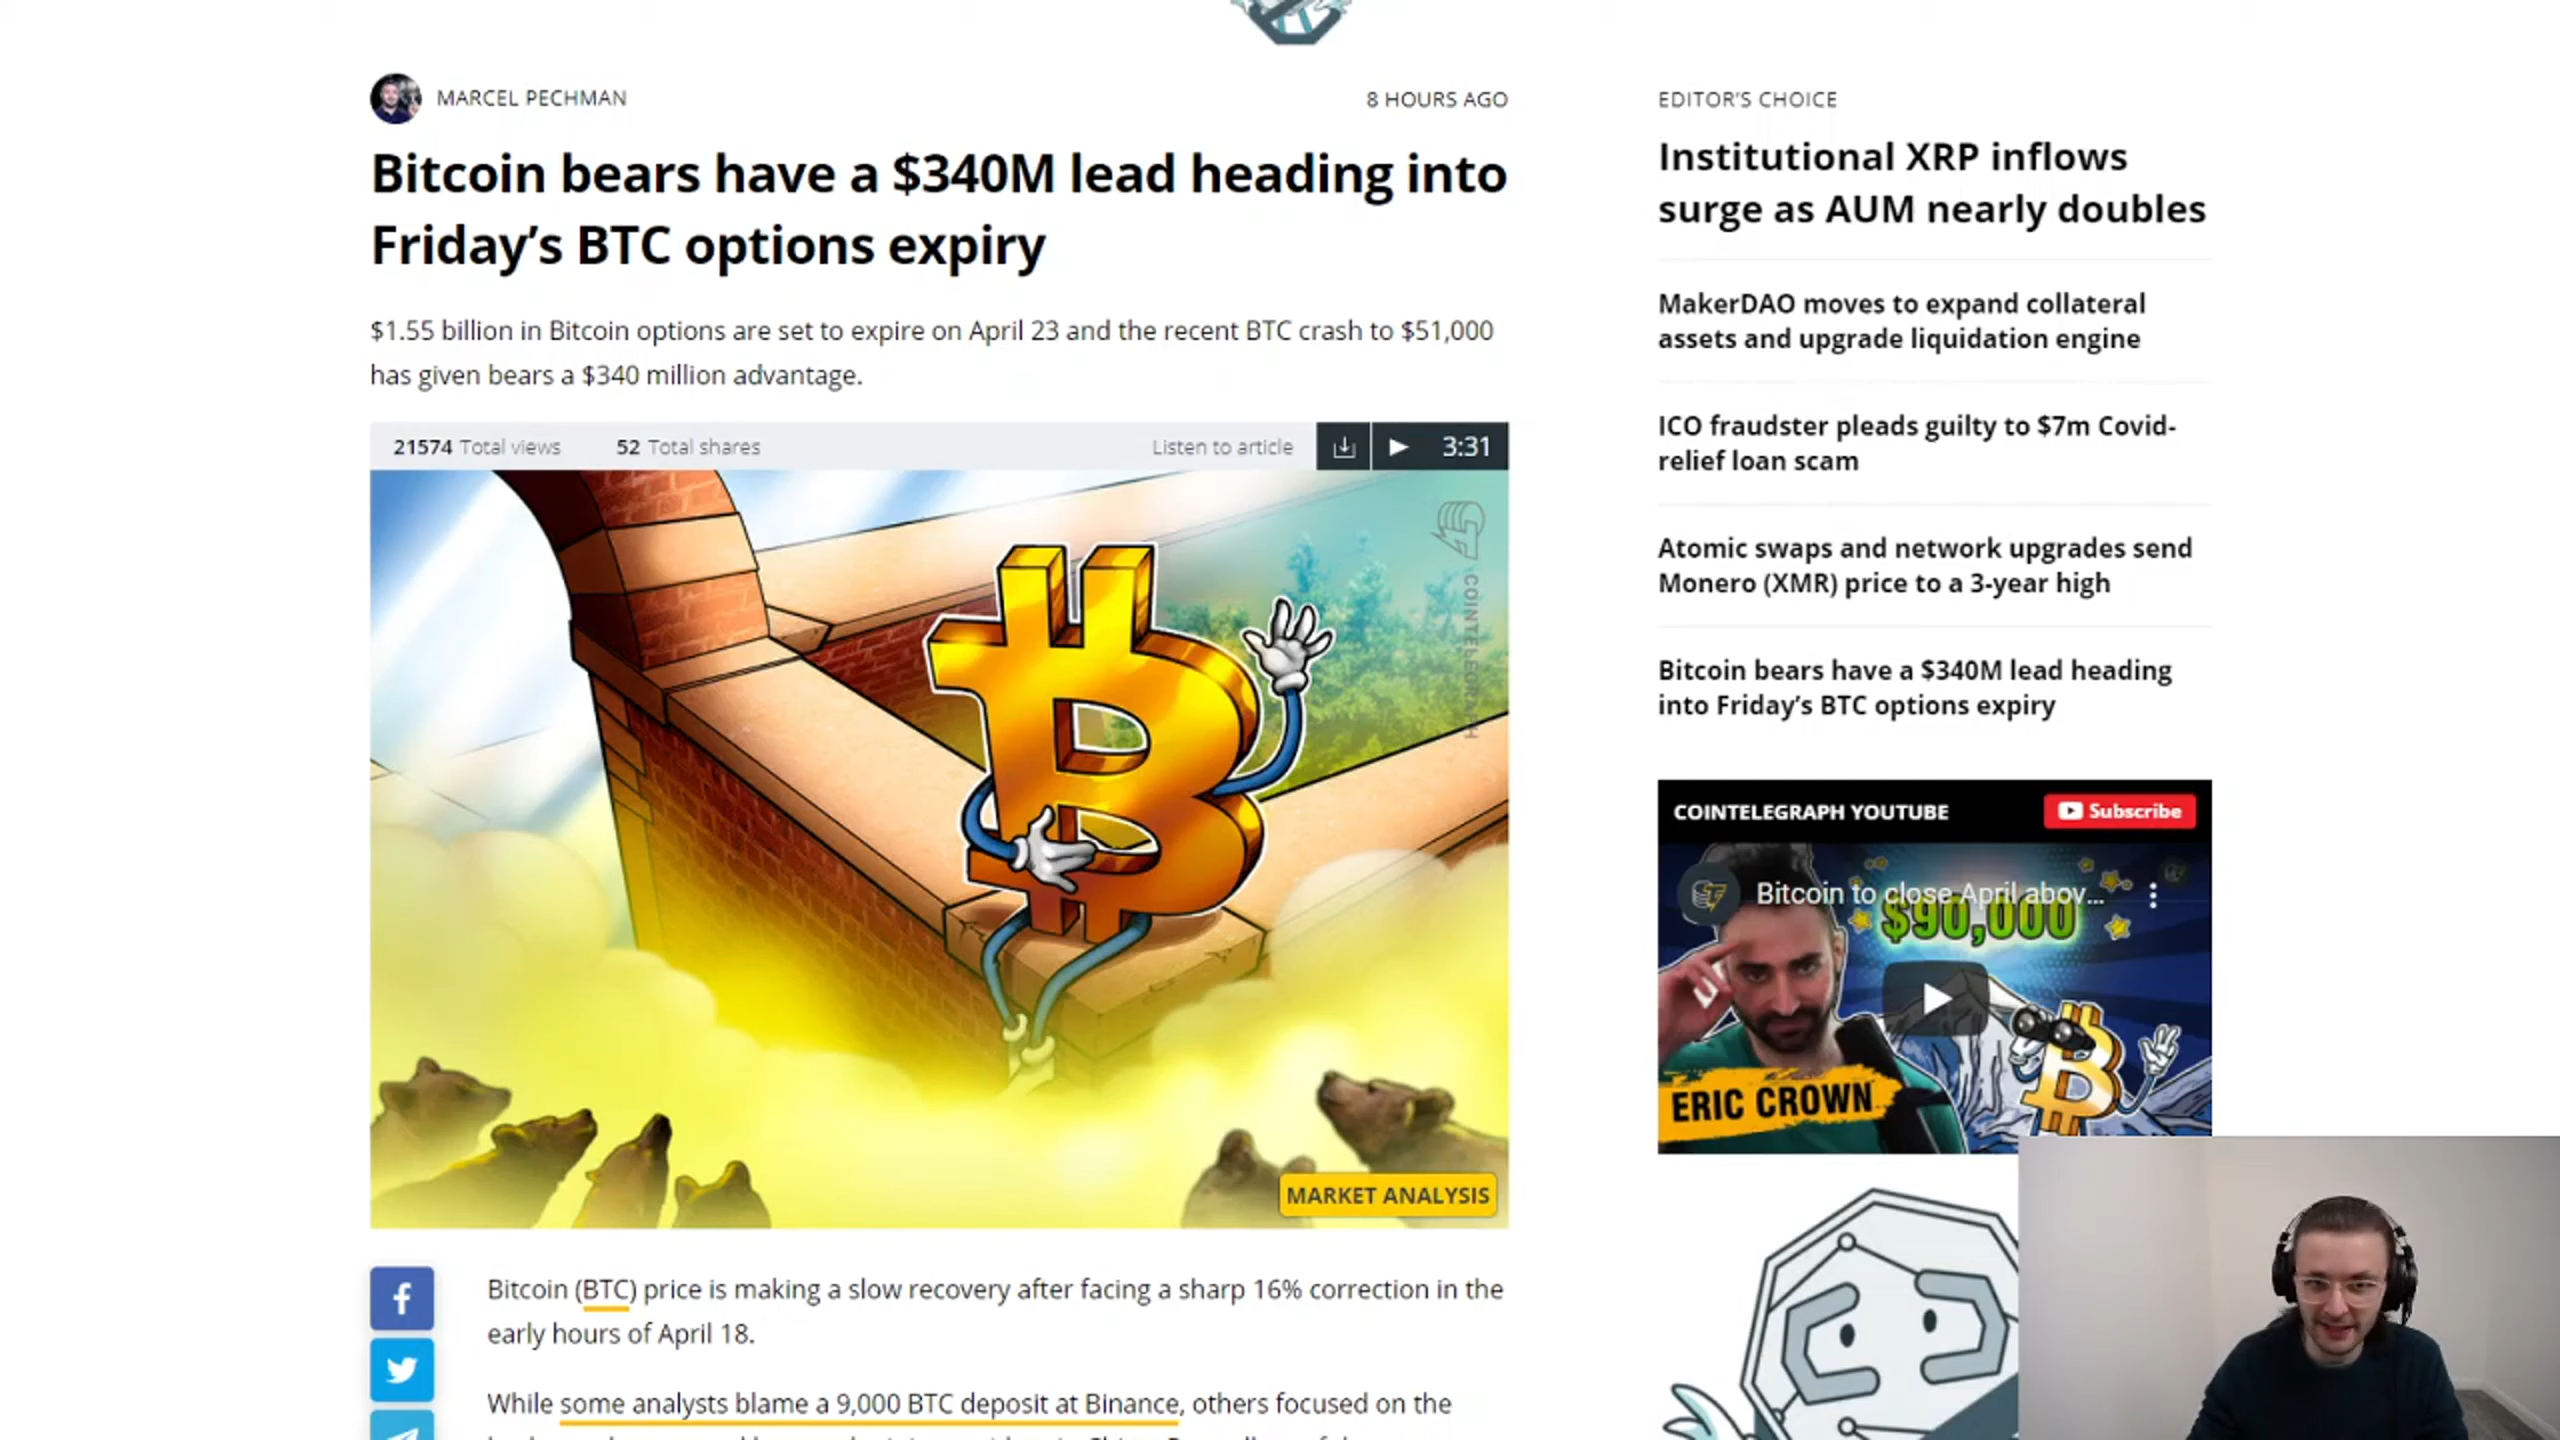 MARCEL PECHMAN
8 HOURS AGO
Bitcoin bears have a $340M lead heading into
Friday’s BTC options expiry
$1.55 billion in Bitcoin options are set to expire on April 23 and the recent BTC crash to $51,000
has given bears a $340 million advantage.
21574 Total views 52 Total shares Listen to article 3:31
COINTELEGRAPH
MARKET ANALYSIS
Bitcoin (BTC) price is making a slow recovery after facing a sharp 16% correction in the
early hours of April 18.
While some analysts blame a 9,000 BTC deposit at Binance, others focused on the
EDITOR’S CHOICE
Institutional XRP inflows
surge as AUM nearly doubles
MakerDAO moves to expand collateral
assets and upgrade liquidation engine
ICO fraudster pleads guilty to $7m Covid-
relief loan scam
Atomic swaps and network upgrades send
Monero (XMR) price to a 3-year high
Bitcoin bears have a $340M lead heading
into Friday’s BTC options expiry
COINTELEGRAPH YOUTUBE Subscribe
Bitcoin to close April abov...
$90,000
ERIC CROWN